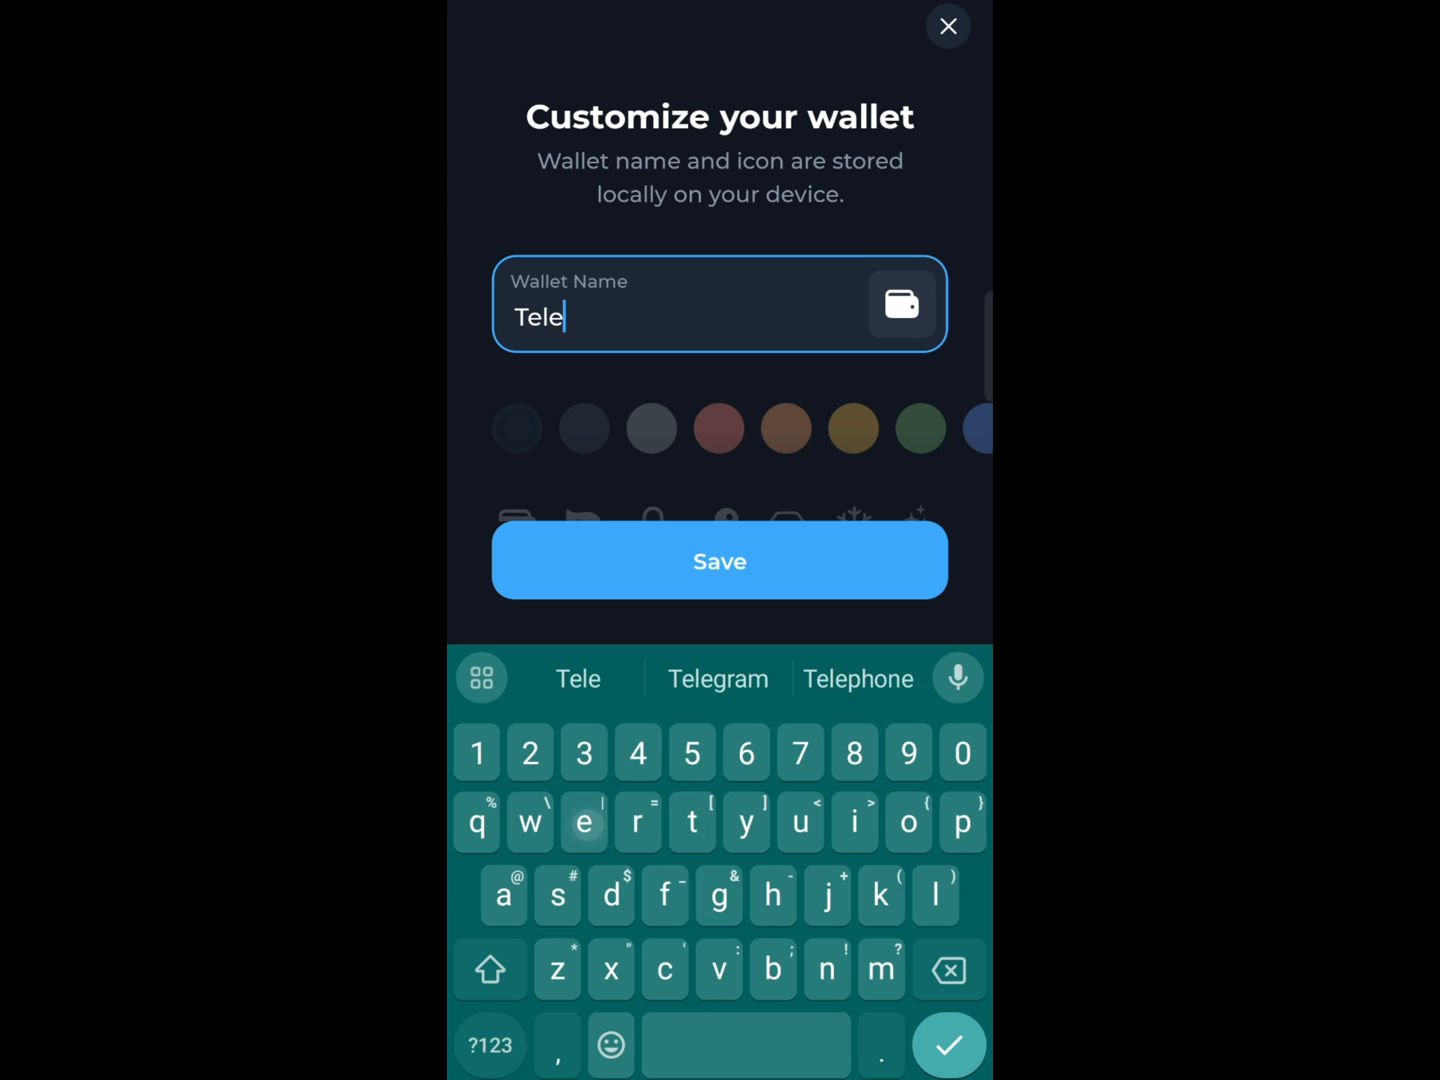 Customize your wallet
Wallet name and icon are stored
locally on your device.
Wallet Name
Tele
Save
Tele Telegram Telephone
1 2 3 4 5 6 7 8 9 0
% \ | = [ ] < > { }
q w e r t y u i o p
@ # $ _ & - + ( )
a s d f g h j k l
* " ' : ; ! ?
z x c v b n m
?123 , .